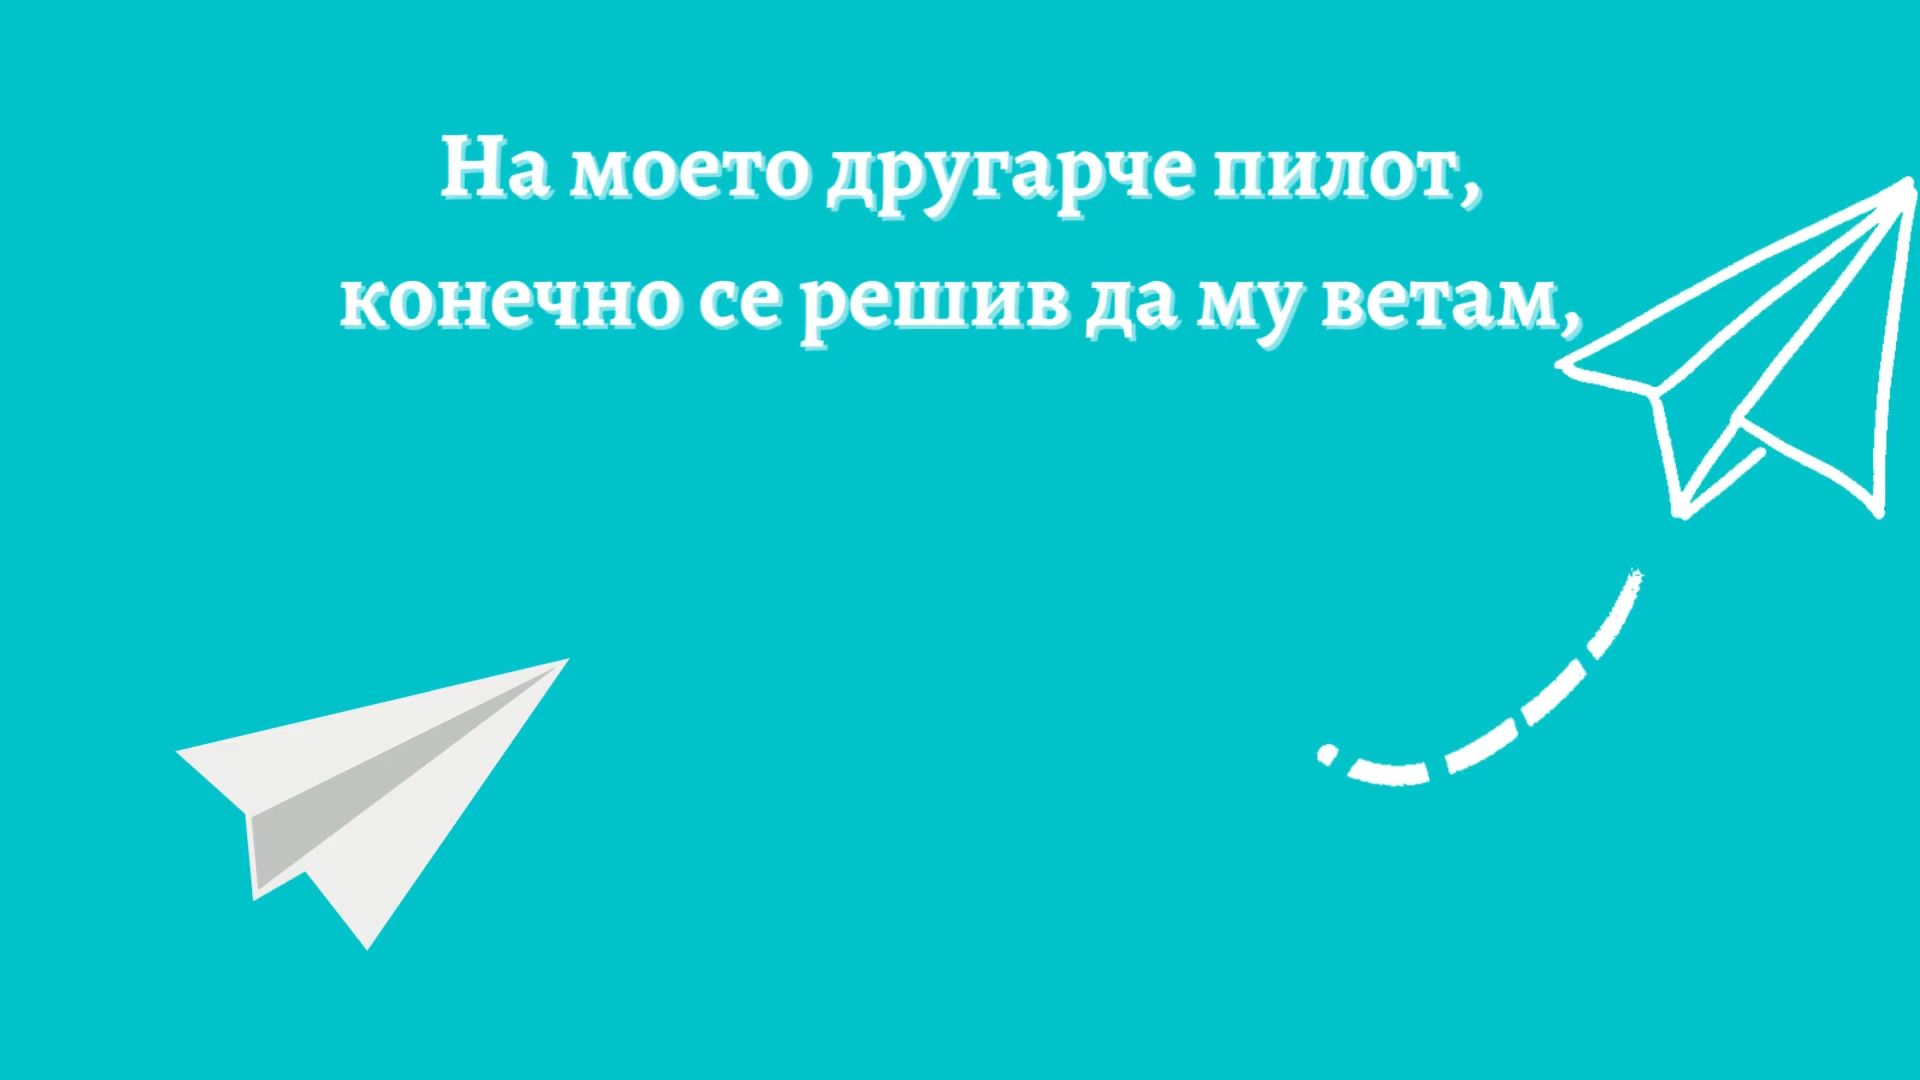 На моето другарче пилот,
конечно се решив да му ветам,